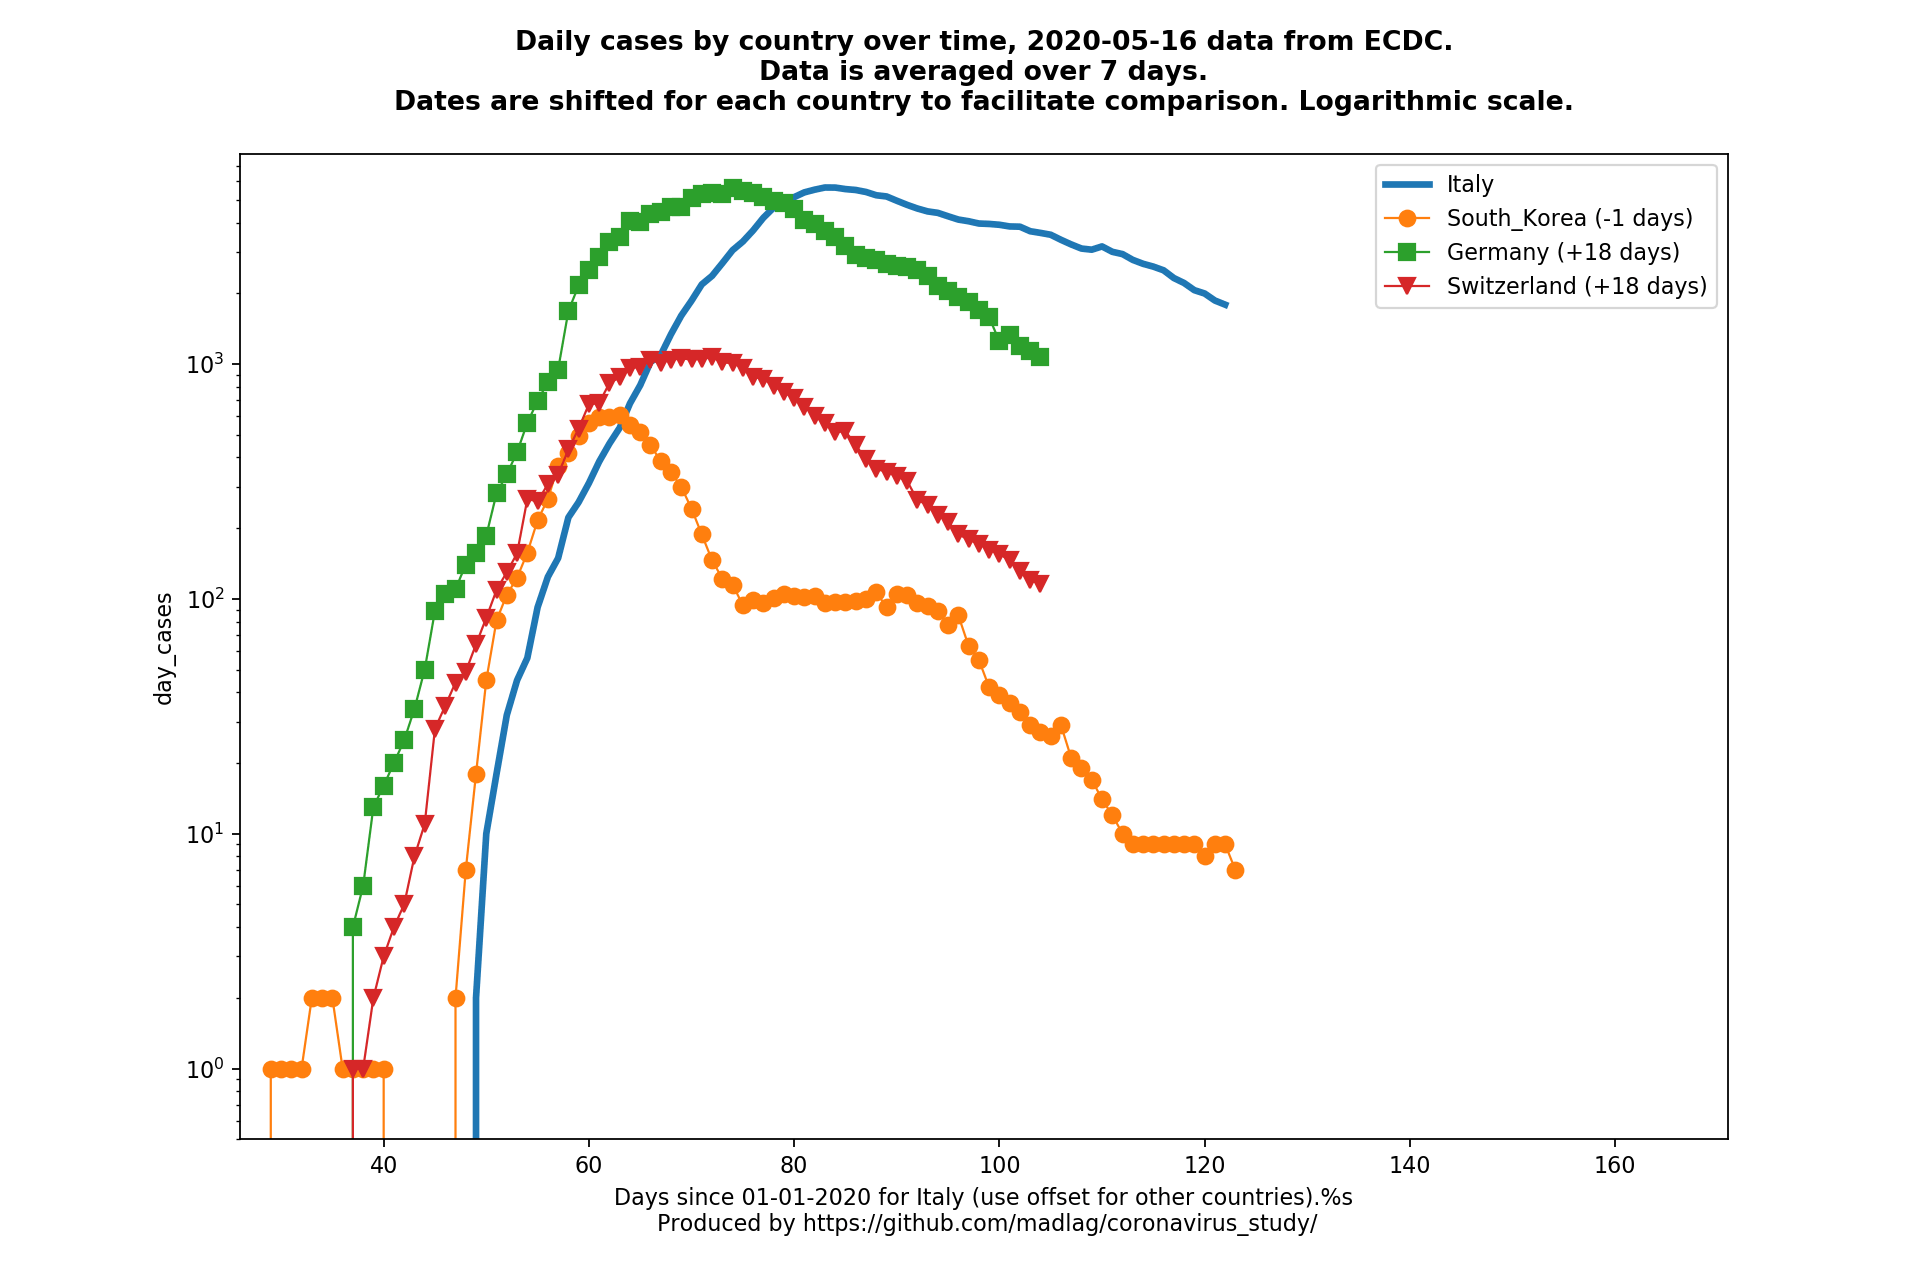 Daily cases by country over time, 2020-05-16 data from ECDC.
Data is averaged over 7 days.
Dates are shifted for each country to facilitate comparison. Logarithmic scale.
Italy
South_Korea (-1 days)
Germany (+18 days)
Switzerland (+18 days)
day_cases
10³
10²
10¹
10⁰
40 60 80 100 120 140 160
Days since 01-01-2020 for Italy (use offset for other countries).%s
Produced by https://github.com/madlag/coronavirus_study/